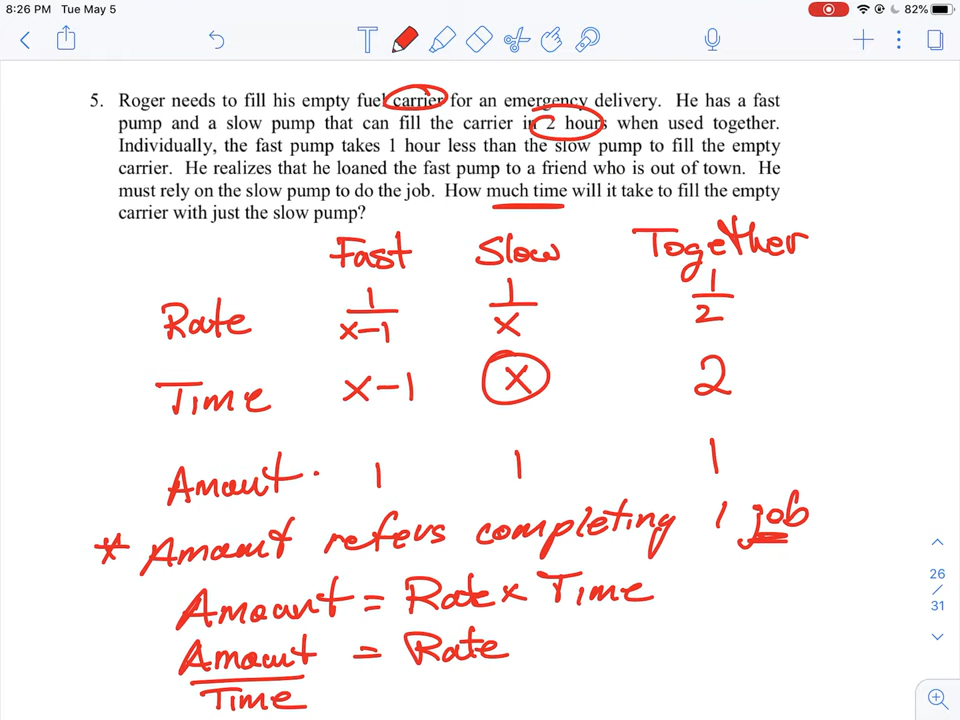 8:26 PM Tue May 5 82%
5. Roger needs to fill his empty fuel carrier for an emergency delivery. He has a fast
pump and a slow pump that can fill the carrier in 2 hours when used together.
Individually, the fast pump takes 1 hour less than the slow pump to fill the empty
carrier. He realizes that he loaned the fast pump to a friend who is out of town. He
must rely on the slow pump to do the job. How much time will it take to fill the empty
carrier with just the slow pump?
Fast Slow Together
Rate 1/(x-1) 1/x 1/2
Time x-1 x 2
Amount 1 1 1
* Amount refers completing 1 job
Amount = Rate x Time
Amount/Time = Rate
26
/
31